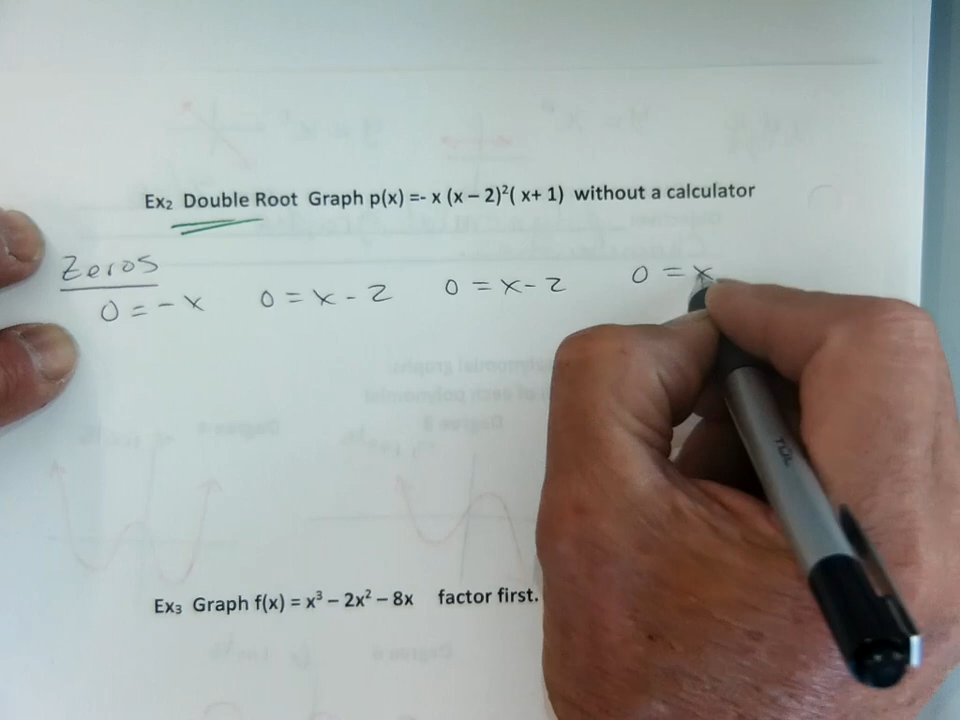 Ex₂ Double Root Graph p(x) =- x (x – 2)²( x+ 1) without a calculator
Zeros
0 = -x 0 = x - 2 0 = x - 2 0 = x
Ex₃ Graph f(x) = x³ – 2x² – 8x factor first.
TUL